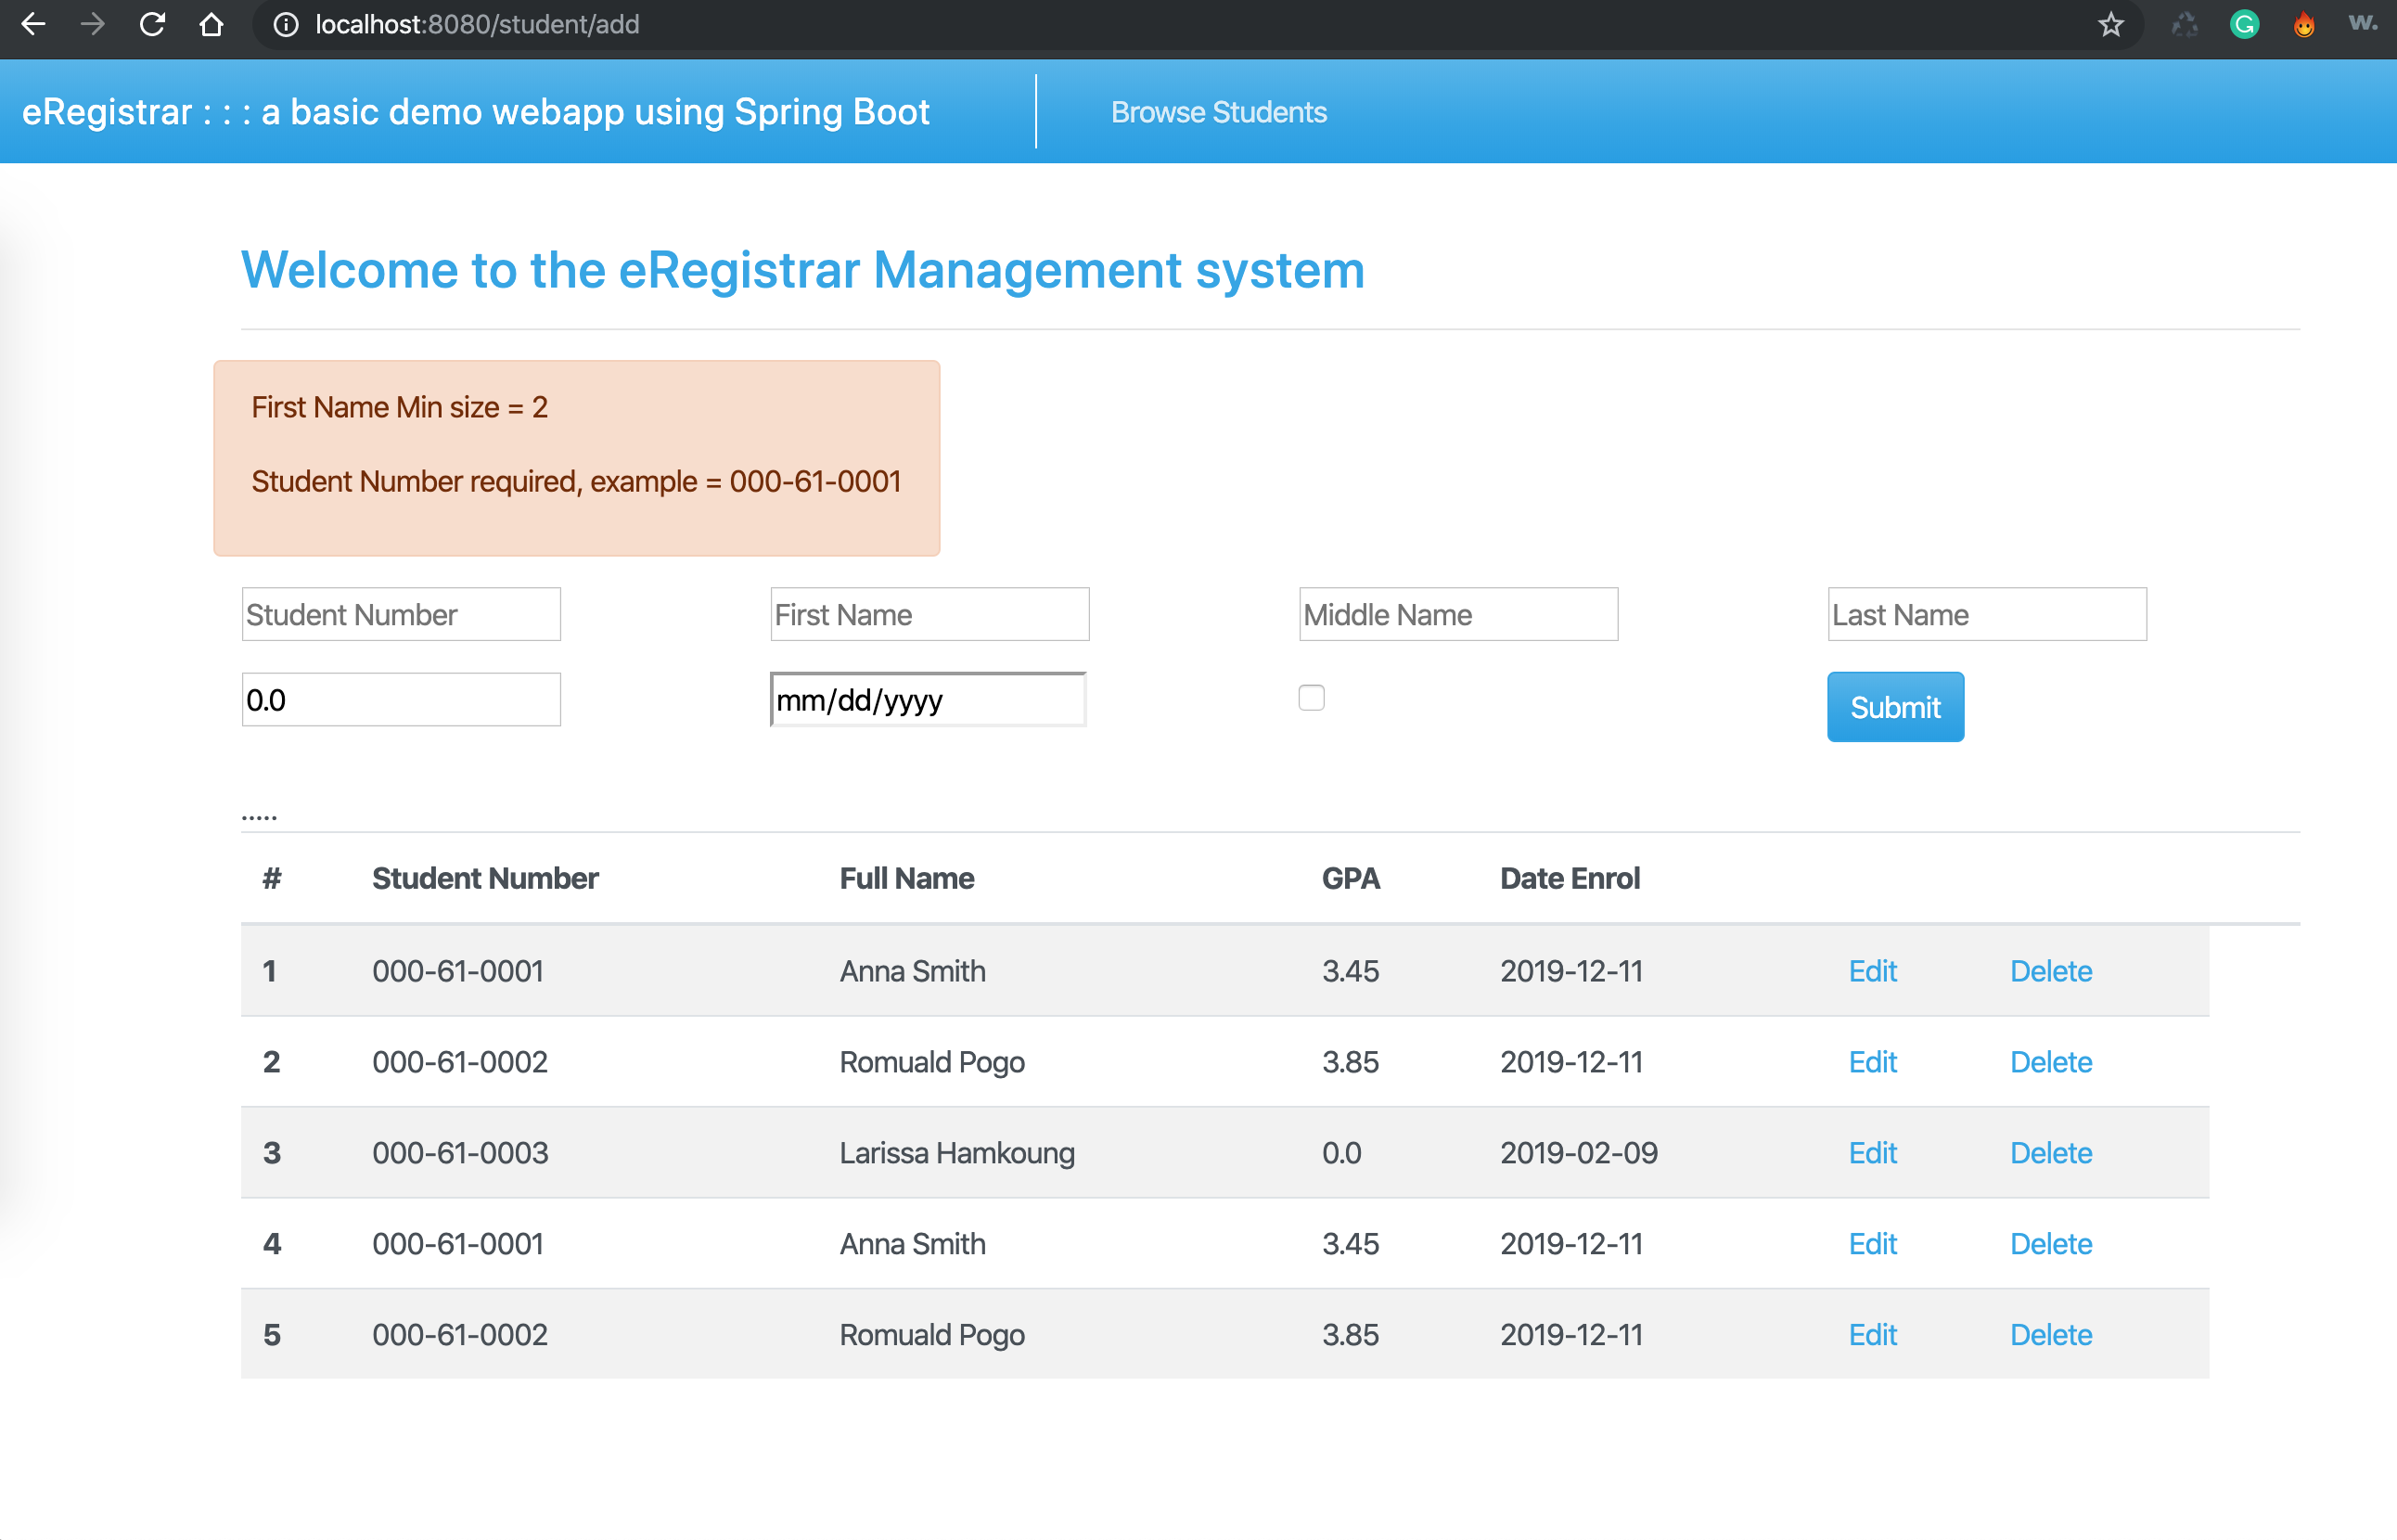 localhost:8080/student/add
G
w.
eRegistrar : : : a basic demo webapp using Spring Boot
Browse Students
Welcome to the eRegistrar Management system
First Name Min size = 2
Student Number required, example = 000-61-0001
Student Number First Name Middle Name Last Name
0.0 mm/dd/yyyy Submit
.....
# Student Number Full Name GPA Date Enrol
1 000-61-0001 Anna Smith 3.45 2019-12-11 Edit Delete
2 000-61-0002 Romuald Pogo 3.85 2019-12-11 Edit Delete
3 000-61-0003 Larissa Hamkoung 0.0 2019-02-09 Edit Delete
4 000-61-0001 Anna Smith 3.45 2019-12-11 Edit Delete
5 000-61-0002 Romuald Pogo 3.85 2019-12-11 Edit Delete